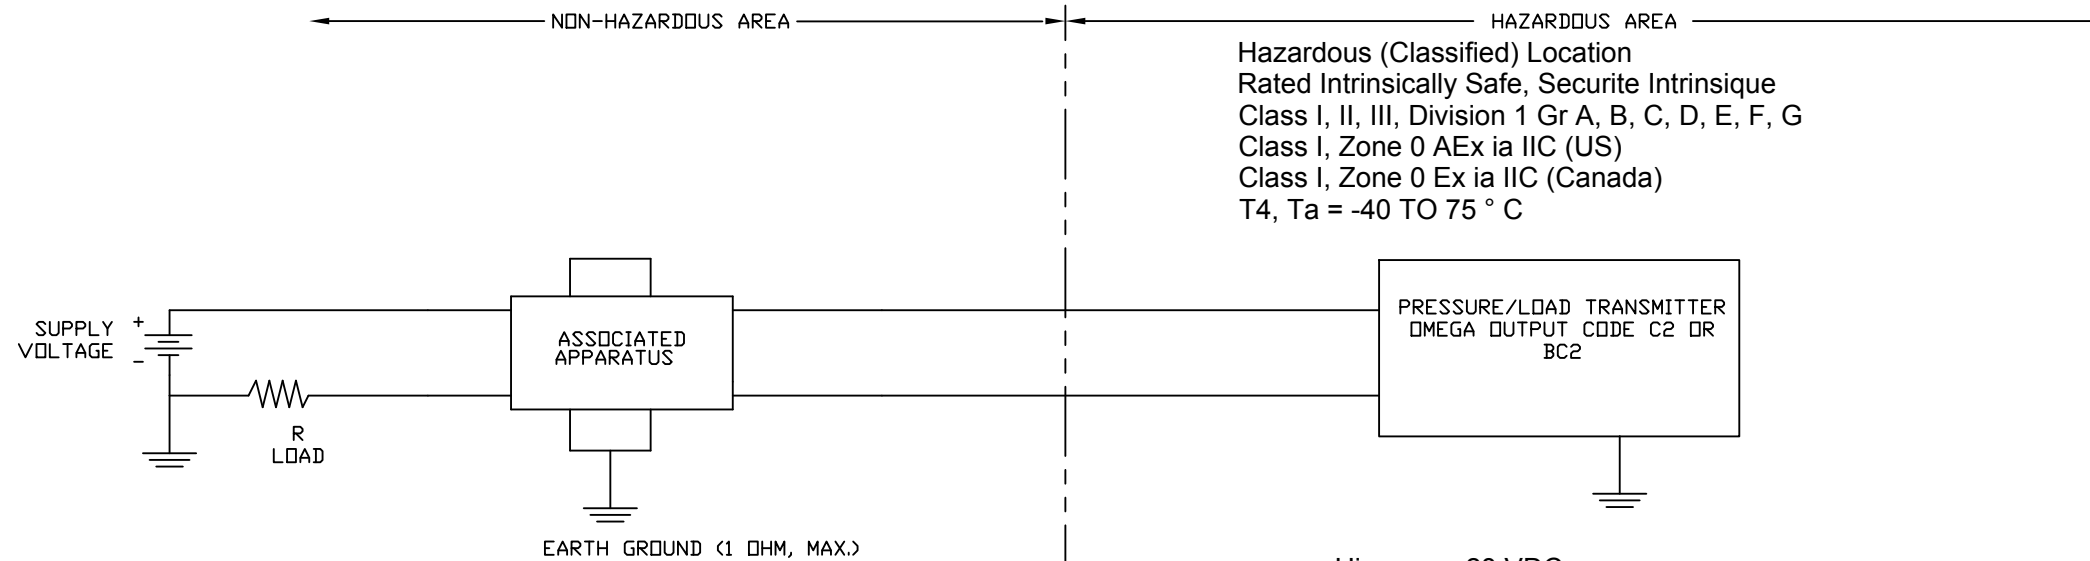 NON-HAZARDOUS AREA
HAZARDOUS AREA
Hazardous (Classified) Location
Rated Intrinsically Safe, Securite Intrinsique
Class I, II, III, Division 1 Gr A, B, C, D, E, F, G
Class I, Zone 0 AEx ia IIC (US)
Class I, Zone 0 Ex ia IIC (Canada)
T4, Ta = -40 TO 75 ° C
SUPPLY
VOLTAGE
+
-
R
LOAD
ASSOCIATED
APPARATUS
EARTH GROUND (1 OHM, MAX.)
PRESSURE/LOAD TRANSMITTER
OMEGA OUTPUT CODE C2 OR
BC2